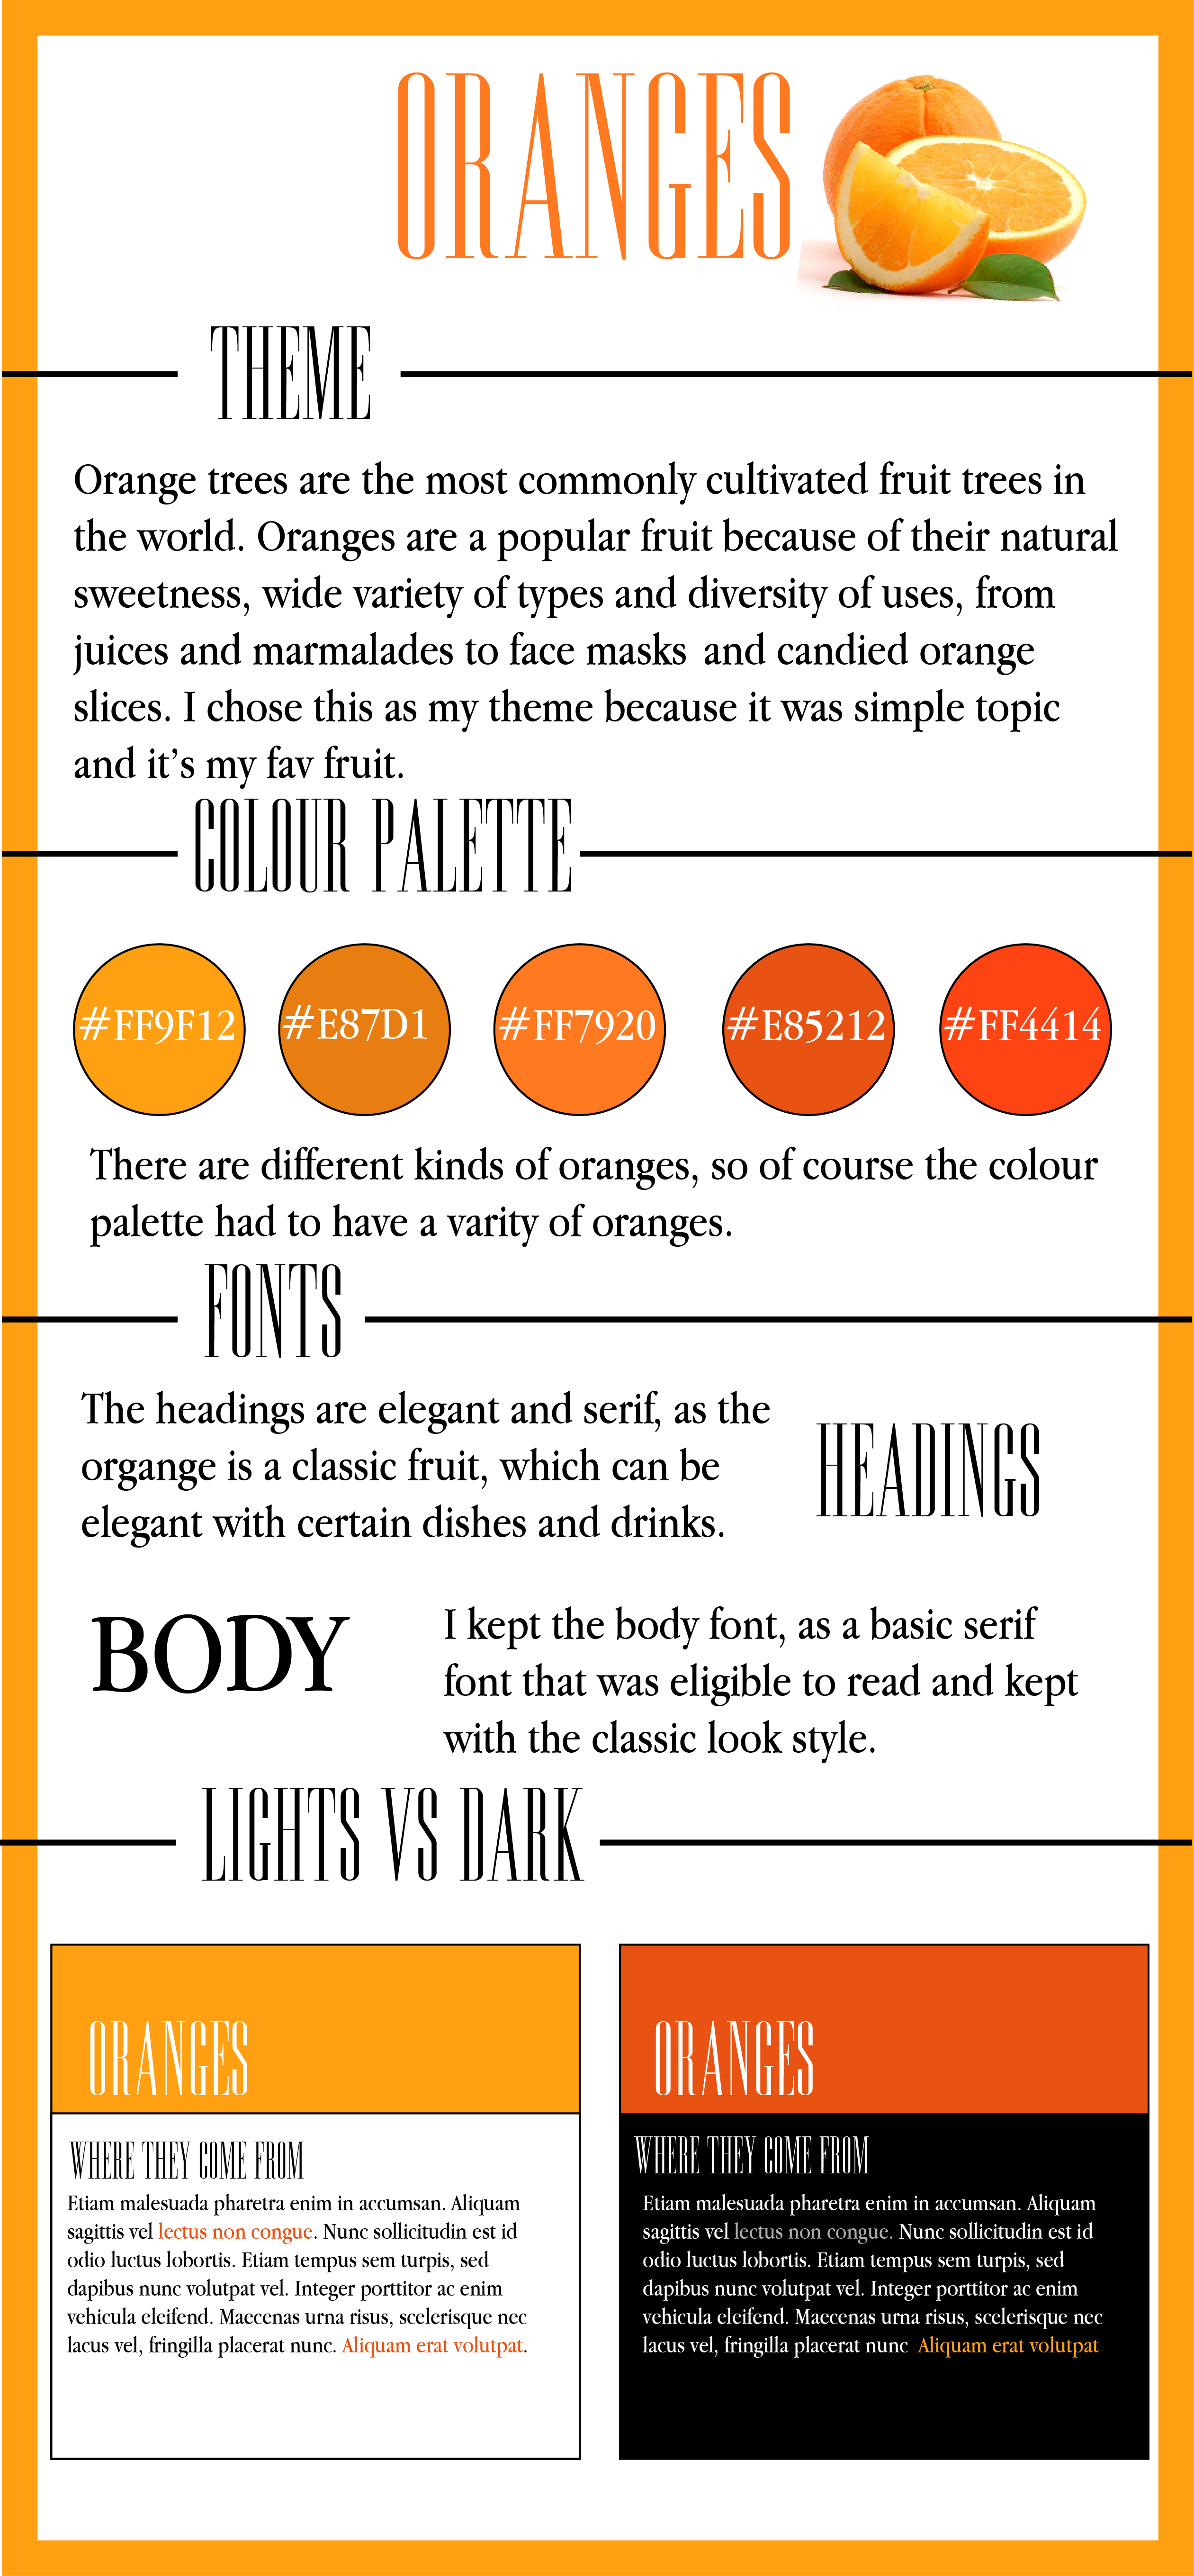 ORANGES
THEME
Orange trees are the most commonly cultivated fruit trees in
the world. Oranges are a popular fruit because of their natural
sweetness, wide variety of types and diversity of uses, from
juices and marmalades to face masks and candied orange
slices. I chose this as my theme because it was simple topic
and it’s my fav fruit.
COLOUR PALETTE
#FF9F12 #E87D1 #FF7920 #E85212 #FF4414
There are different kinds of oranges, so of course the colour
palette had to have a varity of oranges.
FONTS
The headings are elegant and serif, as the
organge is a classic fruit, which can be
elegant with certain dishes and drinks.
HEADINGS
BODY
I kept the body font, as a basic serif
font that was eligible to read and kept
with the classic look style.
LIGHTS VS DARK
ORANGES
WHERE THEY COME FROM
Etiam malesuada pharetra enim in accumsan. Aliquam
sagittis vel lectus non congue. Nunc sollicitudin est id
odio luctus lobortis. Etiam tempus sem turpis, sed
dapibus nunc volutpat vel. Integer porttitor ac enim
vehicula eleifend. Maecenas urna risus, scelerisque nec
lacus vel, fringilla placerat nunc. Aliquam erat volutpat.
ORANGES
WHERE THEY COME FROM
Etiam malesuada pharetra enim in accumsan. Aliquam
sagittis vel lectus non congue. Nunc sollicitudin est id
odio luctus lobortis. Etiam tempus sem turpis, sed
dapibus nunc volutpat vel. Integer porttitor ac enim
vehicula eleifend. Maecenas urna risus, scelerisque nec
lacus vel, fringilla placerat nunc Aliquam erat volutpat